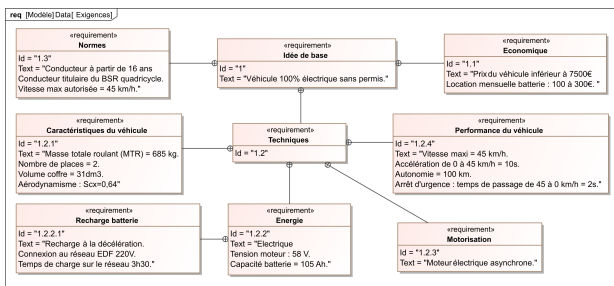 req [Modèle] Data[ Exigences]
«requirement»
Normes
Id = "1.3"
Text = "Conducteur à partir de 16 ans
Conducteur titulaire du BSR quadricycle.
Vitesse max autorisée = 45 km/h."
«requirement»
Idée de base
Id = "1"
Text = "Véhicule 100% électrique sans permis."
«requirement»
Economique
Id = "1.1"
Text = "Prix du véhicule inférieur à 7500€
Location mensuelle batterie : 100 à 300€. "
«requirement»
Caractéristiques du véhicule
Id = "1.2.1"
Text = "Masse totale roulant (MTR) = 685 kg.
Nombre de places = 2.
Volume coffre = 31dm3.
Aérodynamisme : Scx=0,64"
«requirement»
Techniques
Id = "1.2"
«requirement»
Performance du véhicule
Id = "1.2.4"
Text = "Vitesse maxi = 45 km/h.
Accélération de 0 à 45 km/h = 10s.
Autonomie = 100 km.
Arrêt d'urgence : temps de passage de 45 à 0 km/h = 2s."
«requirement»
Recharge batterie
Id = "1.2.2.1"
Text = "Recharge à la décélération.
Connexion au réseau EDF 220V.
Temps de charge sur le réseau 3h30."
«requirement»
Energie
Id = "1.2.2"
Text = "Electrique
Tension moteur : 58 V.
Capacité batterie = 105 Ah."
«requirement»
Motorisation
Id = "1.2.3"
Text = "Moteur électrique asynchrone."